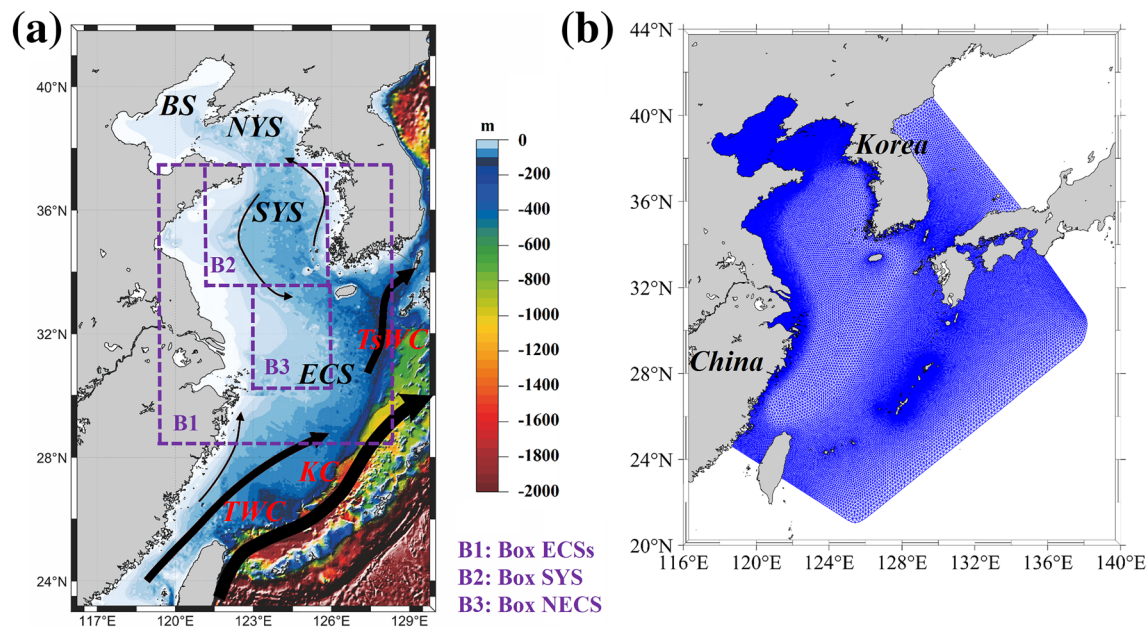 (a)
40°N
36°N
32°N
28°N
24°N
117°E 120°E 123°E 126°E 129°E
BS
NYS
SYS
B2
B3
ECS
TsWC
B1
KC
TWC
m
0
-200
-400
-600
-800
-1000
-1200
-1400
-1600
-1800
-2000
B1: Box ECSs
B2: Box SYS
B3: Box NECS
(b)
44°N
40°N
36°N
32°N
28°N
24°N
20°N
116°E 120°E 124°E 128°E 132°E 136°E 140°E
Korea
China